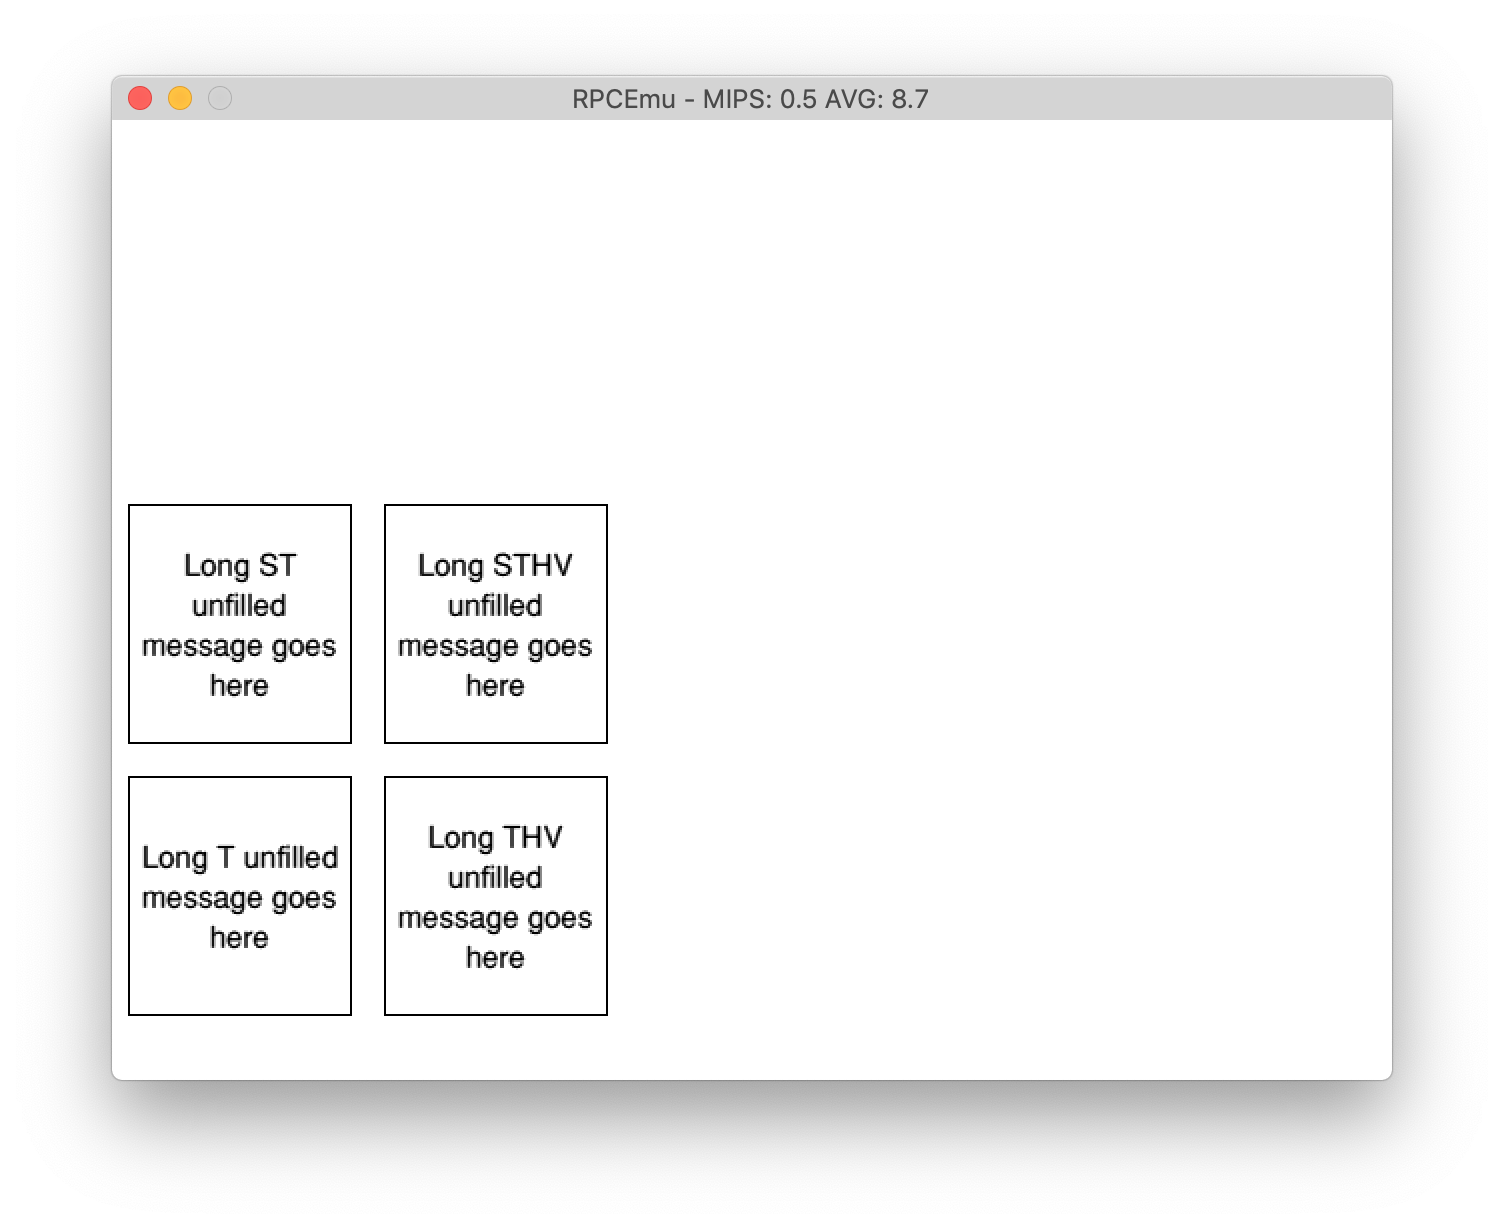 RPCEmu - MIPS: 0.5 AVG: 8.7
Long ST
unfilled
message goes
here
Long STHV
unfilled
message goes
here
Long T unfilled
message goes
here
Long THV
unfilled
message goes
here